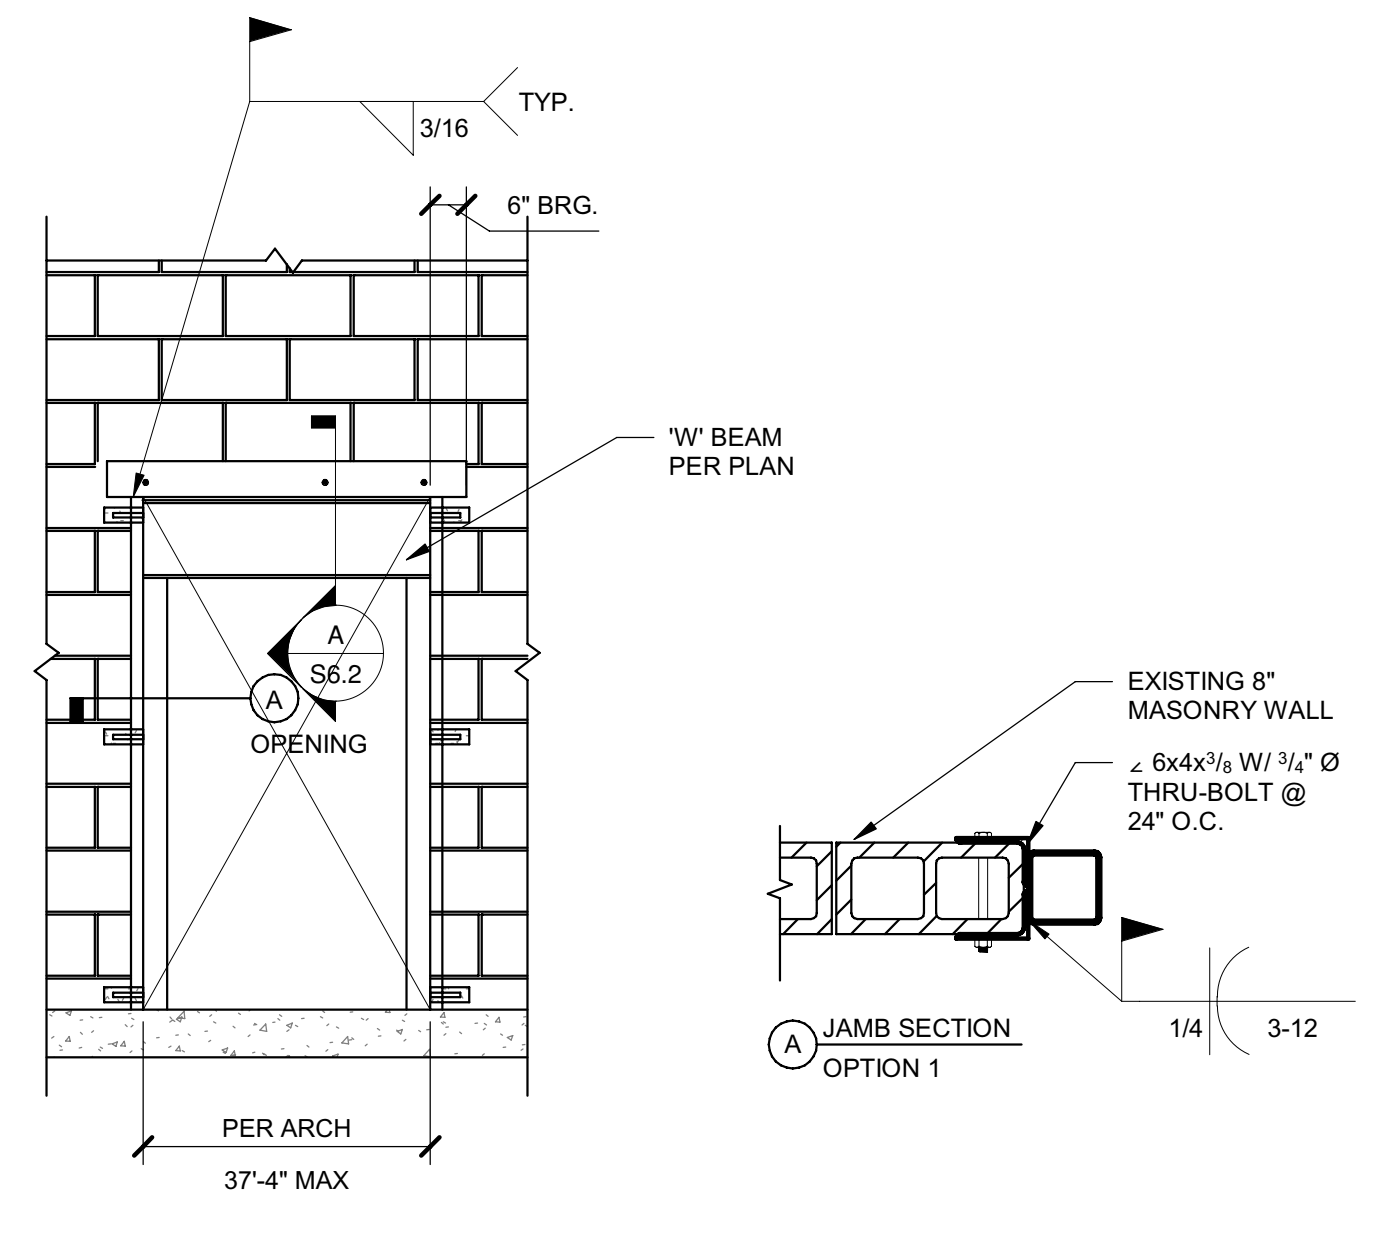 TYP.
3/16
6" BRG.
'W' BEAM
PER PLAN
A
S6.2
A
OPENING
PER ARCH
37'-4" MAX
EXISTING 8"
MASONRY WALL
∠ 6x4x3/8 W/ 3/4" Ø
THRU-BOLT @
24" O.C.
1/4 3-12
A JAMB SECTION
OPTION 1